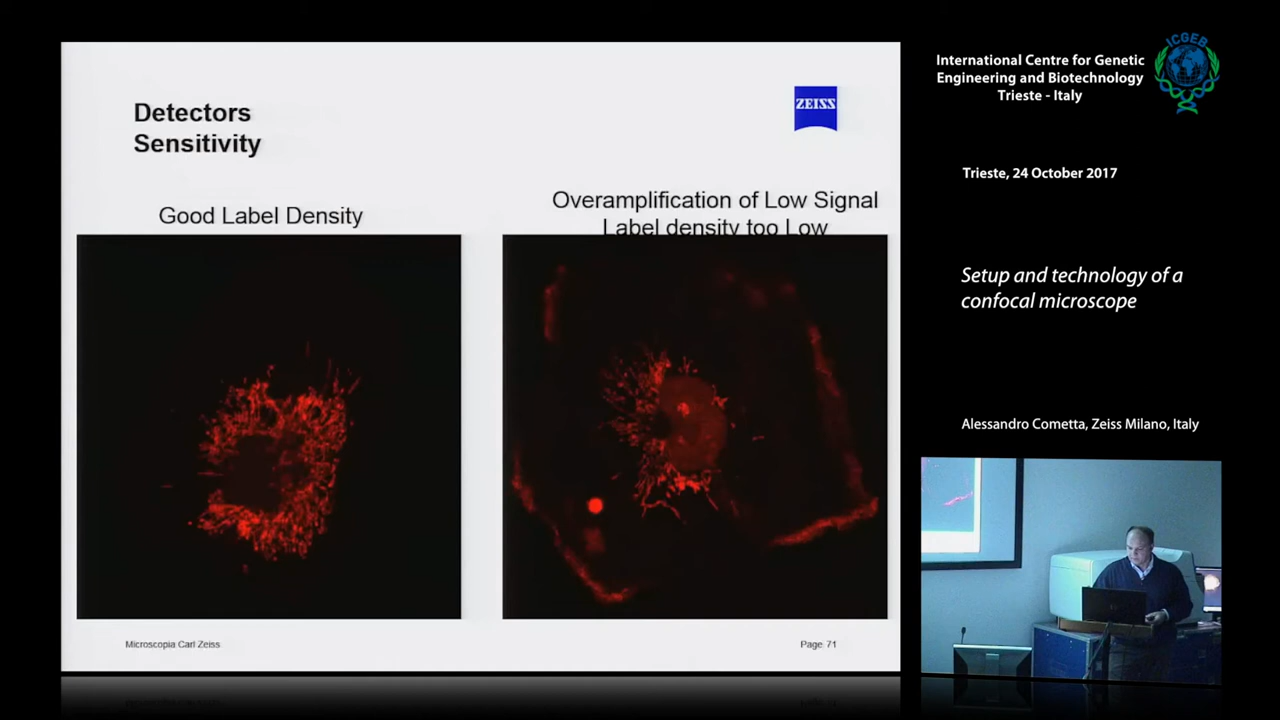 Detectors
Sensitivity
ZEISS
Good Label Density
Overamplification of Low Signal
Label density too Low
Microscopia Carl Zeiss
Page 71
International Centre for Genetic
Engineering and Biotechnology
Trieste - Italy
ICGEB
Trieste, 24 October 2017
Setup and technology of a
confocal microscope
Alessandro Cometta, Zeiss Milano, Italy